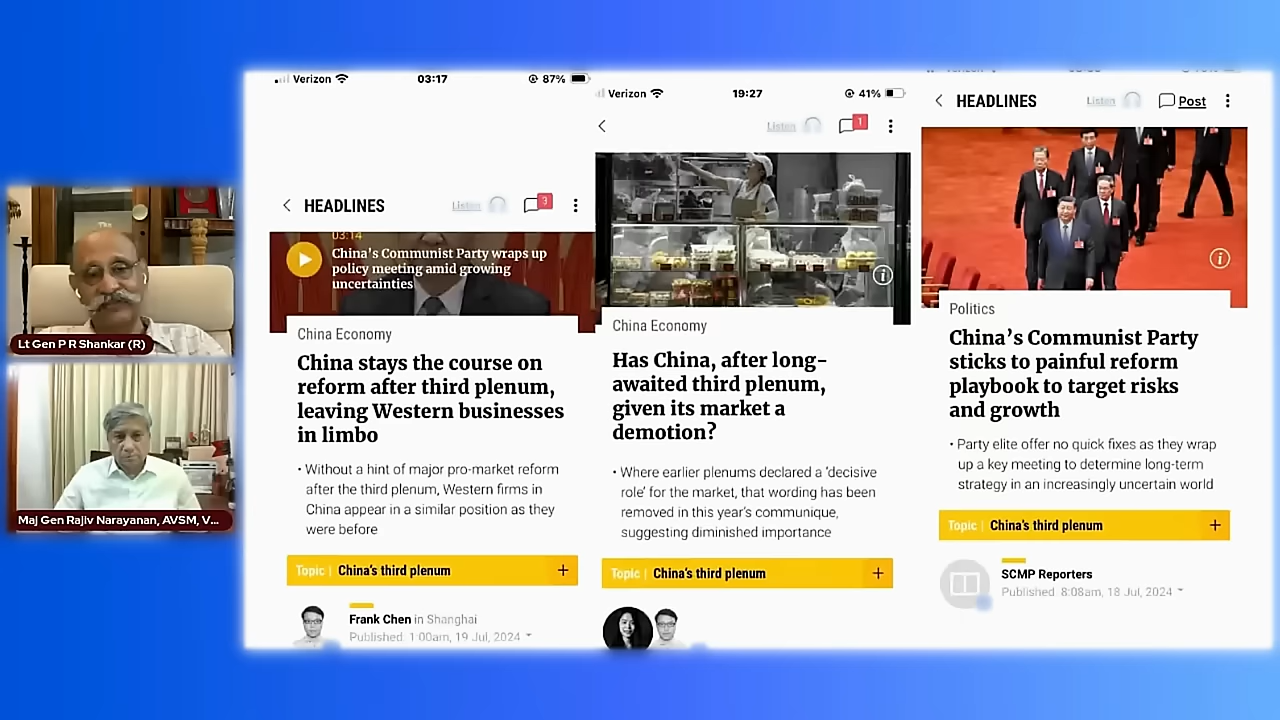 Lt Gen P R Shankar (R)
Maj Gen Rajiv Narayanan, AVSM, V...
Verizon 03:17 87%
HEADLINES Listen 3
03:14
China's Communist Party wraps up
policy meeting amid growing
uncertainties
China Economy
China stays the course on
reform after third plenum,
leaving Western businesses
in limbo
• Without a hint of major pro-market reform
after the third plenum, Western firms in
China appear in a similar position as they
were before
Topic | China's third plenum +
Frank Chen in Shanghai
Published: 1:00am, 19 Jul, 2024
Verizon 19:27 41%
Listen 1
China Economy
Has China, after long-
awaited third plenum,
given its market a
demotion?
• Where earlier plenums declared a 'decisive
role' for the market, that wording has been
removed in this year's communique,
suggesting diminished importance
Topic | China's third plenum +
HEADLINES Listen Post
Politics
China's Communist Party
sticks to painful reform
playbook to target risks
and growth
• Party elite offer no quick fixes as they wrap
up a key meeting to determine long-term
strategy in an increasingly uncertain world
Topic | China's third plenum +
SCMP Reporters
Published: 8:08am, 18 Jul, 2024